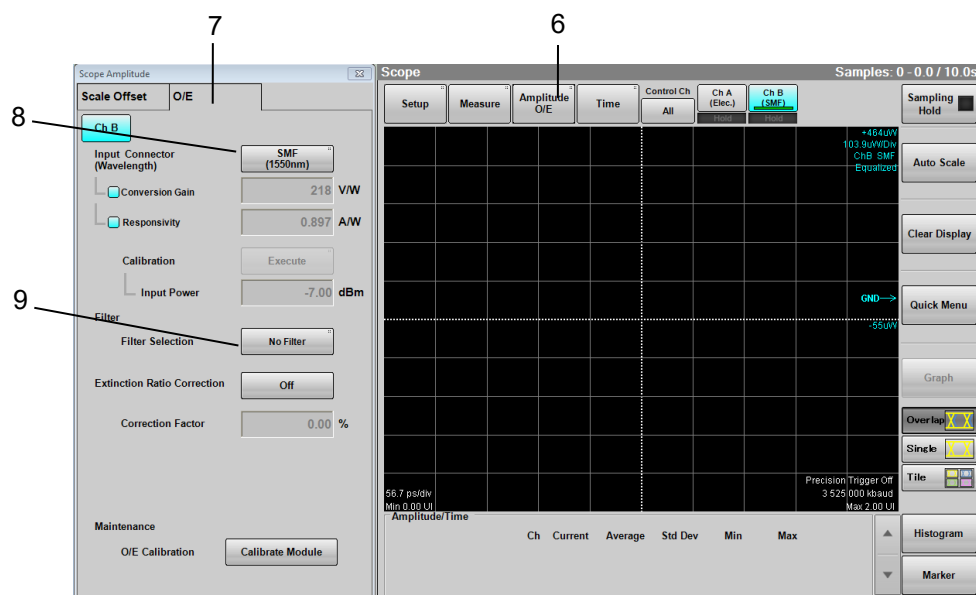 7
6
8
9
Scope Amplitude
Scale Offset
O/E
Ch B
Input Connector
(Wavelength)
SMF
(1550nm)
Conversion Gain
218 V/W
Responsivity
0.897 A/W
Calibration
Execute
Input Power
-7.00 dBm
Filter
Filter Selection
No Filter
Extinction Ratio Correction
Off
Correction Factor
0.00 %
Maintenance
O/E Calibration
Calibrate Module
Scope
Samples: 0 - 0.0 / 10.0s
Setup
Measure
Amplitude
O/E
Time
Control Ch
All
Ch A
(Elec.)
Hold
Ch B
(SMF)
Hold
Sampling
Hold
+464uW
103.9uW/Div
ChB SMF
Equalized
GND
-55uW
56.7 ps/div
Min 0.00 UI
Precision Trigger Off
3 525 000 kbaud
Max 2.00 UI
Auto Scale
Clear Display
Quick Menu
Graph
Overlap
Single
Tile
Amplitude/Time
Ch Current Average Std Dev Min Max
Histogram
Marker